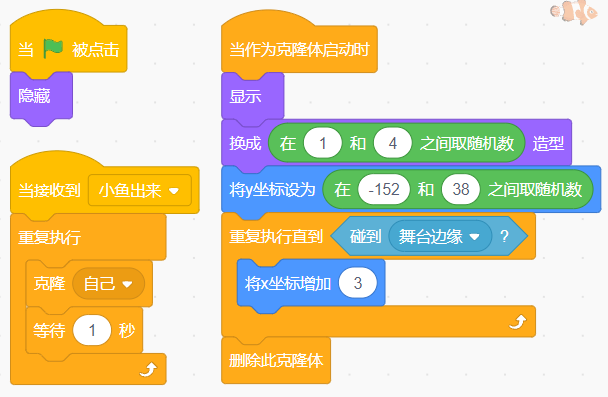 当 被点击
隐藏
当接收到 小鱼出来
重复执行
克隆 自己
等待 1 秒
当作为克隆体启动时
显示
换成 在 1 和 4 之间取随机数 造型
将y坐标设为 在 -152 和 38 之间取随机数
重复执行直到 碰到 舞台边缘 ?
将x坐标增加 3
删除此克隆体